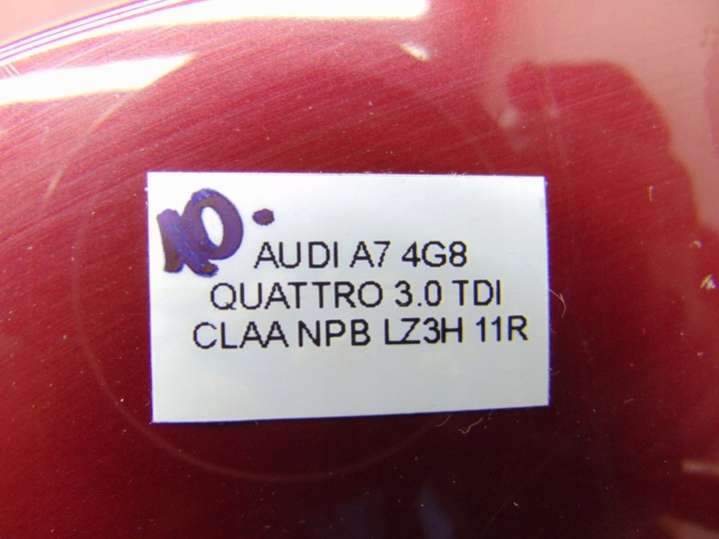 10.
AUDI A7 4G8
QUATTRO 3.0 TDI
CLAA NPB LZ3H 11R